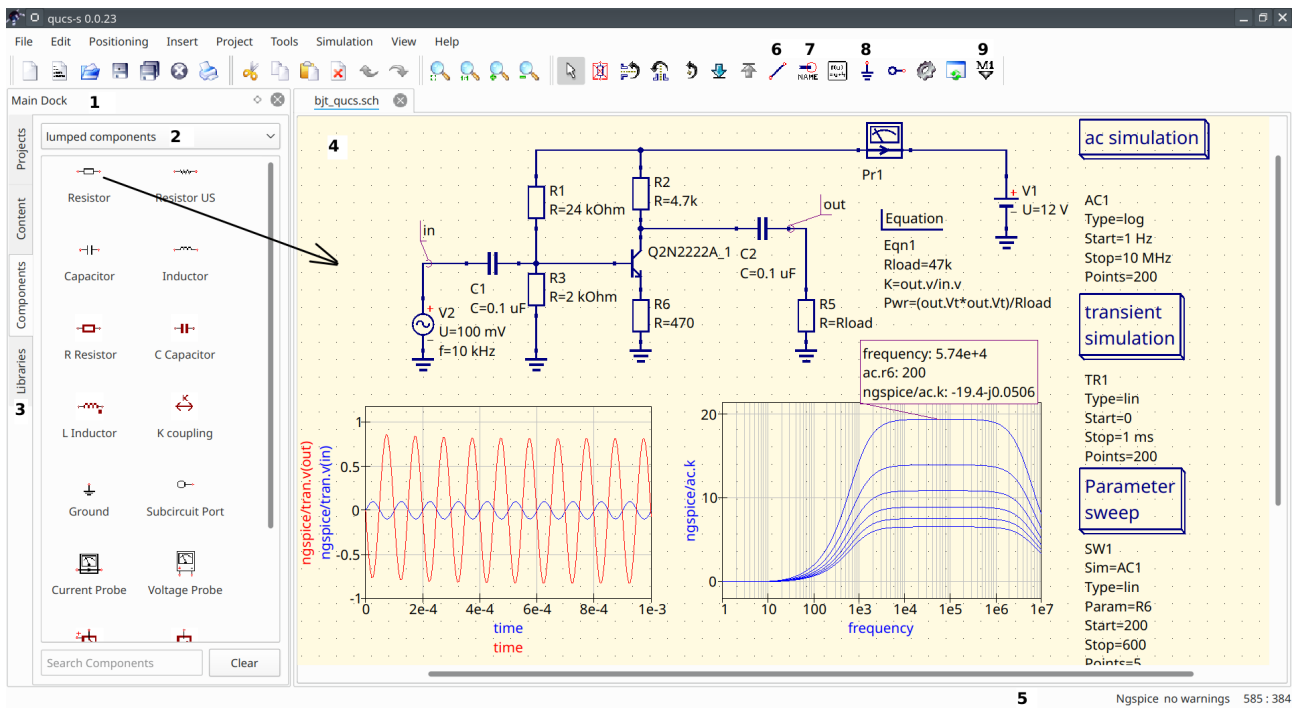 qucs-s 0.0.23
File Edit Positioning Insert Project Tools Simulation View Help
6 7 8 9
NAME
M1
Main Dock 1
bjt_qucs.sch
Projects
Content
Components
Libraries
3
lumped components 2
Resistor Resistor US
Capacitor Inductor
R Resistor C Capacitor
K
L Inductor K coupling
Ground Subcircuit Port
Current Probe Voltage Probe
Search Components Clear
4
Pr1
R1
R=24 kOhm
R2
R=4.7k
in
out
C1
C=0.1 uF
V2
U=100 mV
f=10 kHz
R3
R=2 kOhm
Q2N2222A_1
R6
R=470
C2
C=0.1 uF
R5
R=Rload
V1
U=12 V
Equation
Eqn1
Rload=47k
K=out.v/in.v
Pwr=(out.Vt*out.Vt)/Rload
frequency: 5.74e+4
ac.r6: 200
ngspice/ac.k: -19.4-j0.0506
ngspice/tran.v(out)
ngspice/tran.v(in)
1
0.5
0
-0.5
-1
0 2e-4 4e-4 6e-4 8e-4 1e-3
time
time
ngspice/ac.k
20
10
0
1 10 100 1e3 1e4 1e5 1e6 1e7
frequency
ac simulation
AC1
Type=log
Start=1 Hz
Stop=10 MHz
Points=200
transient
simulation
TR1
Type=lin
Start=0
Stop=1 ms
Points=200
Parameter
sweep
SW1
Sim=AC1
Type=lin
Param=R6
Start=200
Stop=600
Points=5
5
Ngspice no warnings 585 : 384